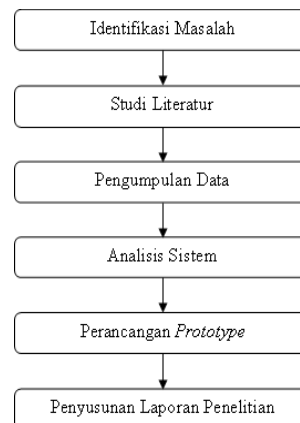 Identifikasi Masalah
Studi Literatur
Pengumpulan Data
Analisis Sistem
Perancangan Prototype
Penyusunan Laporan Penelitian